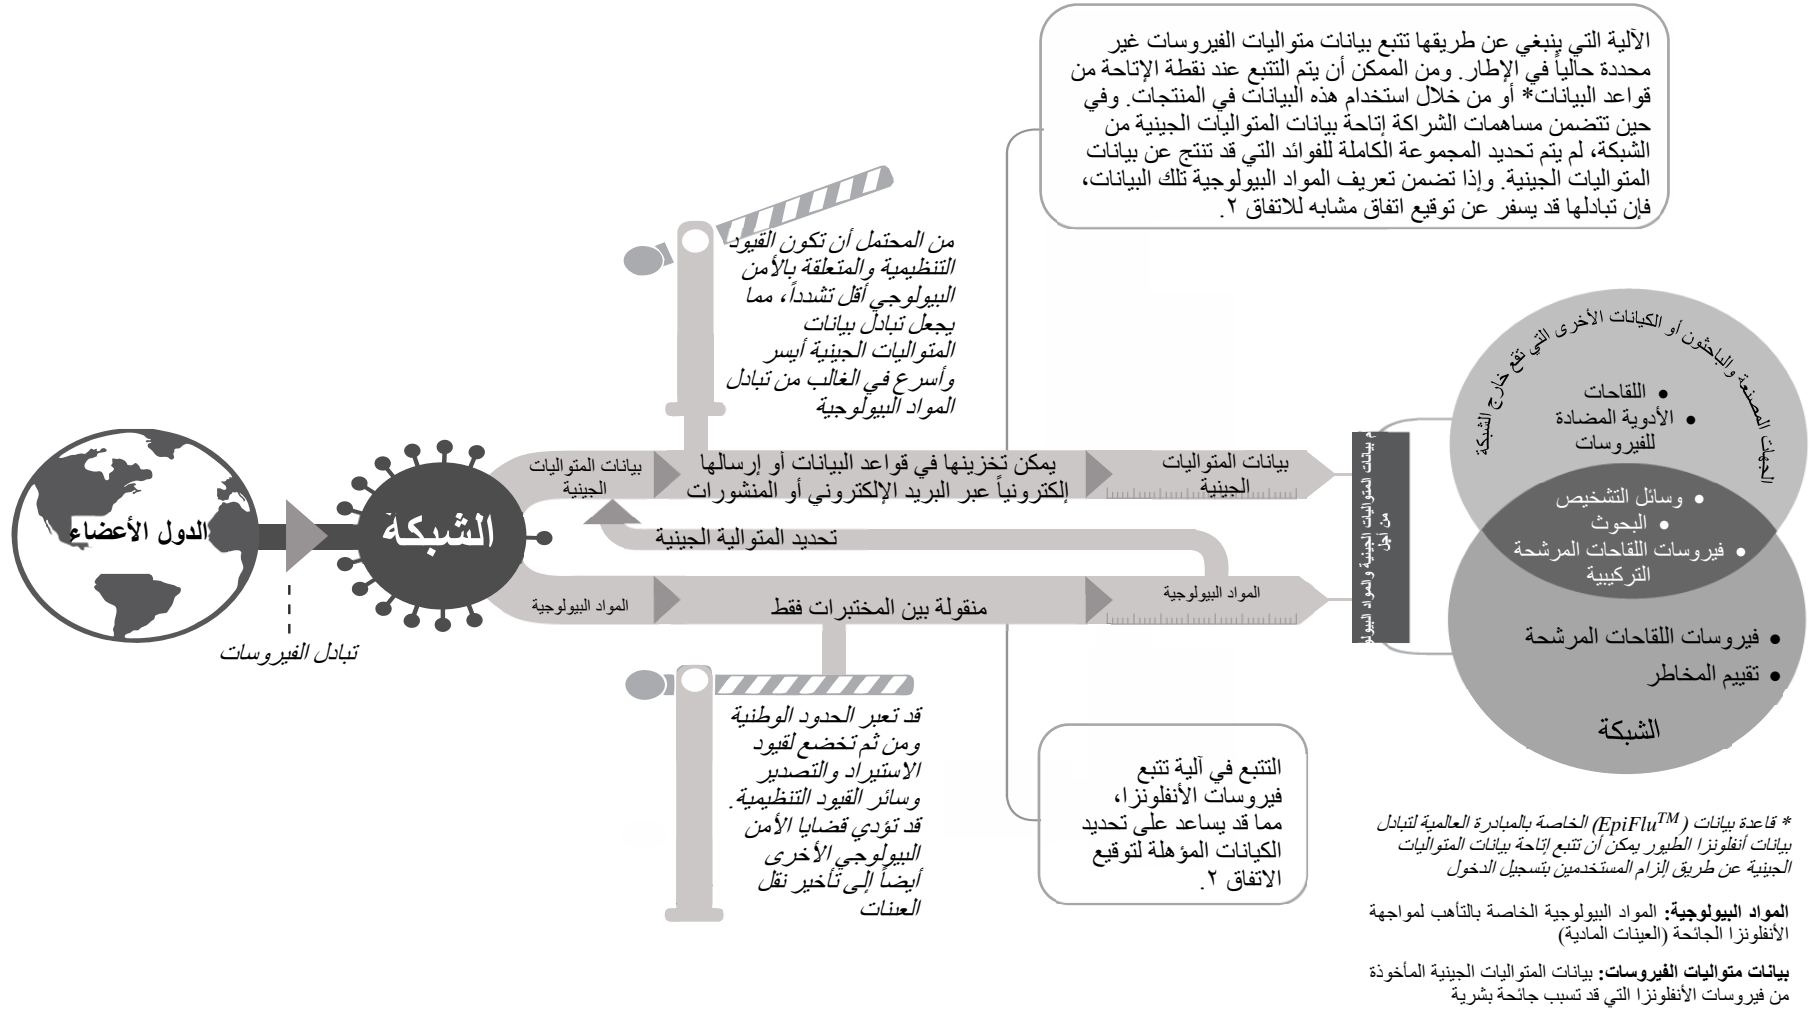 الآلية التي ينبغي عن طريقها تتبع بيانات متواليات الفيروسات غير
محددة حالياً في الإطار. ومن الممكن أن يتم التتبع عند نقطة الإتاحة من
قواعد البيانات* أو من خلال استخدام هذه البيانات في المنتجات. وفي
حين تتضمن مساهمات الشراكة إتاحة بيانات المتواليات الجينية من
الشبكة، لم يتم تحديد المجموعة الكاملة للفوائد التي قد تنتج عن بيانات
المتواليات الجينية. وإذا تضمن تعريف المواد البيولوجية تلك البيانات،
فإن تبادلها قد يسفر عن توقيع اتفاق مشابه للاتفاق ٢.
من المحتمل أن تكون القيود
التنظيمية والمتعلقة بالأمن
البيولوجي أقل تشدداً، مما
يجعل تبادل بيانات
المتواليات الجينية أيسر
وأسرع في الغالب من تبادل
المواد البيولوجية
الجهات المصنعة والباحثون أو الكيانات الأخرى التي تقع خارج الشبكة
• اللقاحات
• الأدوية المضادة
للفيروسات
• وسائل التشخيص
• البحوث
• فيروسات اللقاحات المرشحة
التركيبية
• فيروسات اللقاحات المرشحة
• تقييم المخاطر
الشبكة
بيانات المتواليات الجينية والمواد
من أجل
بيانات المتواليات
الجينية
يمكن تخزينها في قواعد البيانات أو إرسالها
إلكترونياً عبر البريد الإلكتروني أو المنشورات
بيانات المتواليات
الجينية
تحديد المتوالية الجينية
الدول الأعضاء
الشبكة
تبادل الفيروسات
المواد البيولوجية
منقولة بين المختبرات فقط
المواد البيولوجية
قد تعبر الحدود الوطنية
ومن ثم تخضع لقيود
الاستيراد والتصدير
وسائر القيود التنظيمية.
قد تؤدي قضايا الأمن
البيولوجي الأخرى
أيضاً إلى تأخير نقل
العينات
التتبع في آلية تتبع
فيروسات الأنفلونزا،
مما قد يساعد على تحديد
الكيانات المؤهلة لتوقيع
الاتفاق ٢.
* قاعدة بيانات (EpiFlu™) الخاصة بالمبادرة العالمية لتبادل
بيانات أنفلونزا الطيور يمكن أن تتبع إتاحة بيانات المتواليات
الجينية عن طريق إلزام المستخدمين بتسجيل الدخول
المواد البيولوجية: المواد البيولوجية الخاصة بالتأهب لمواجهة
الأنفلونزا الجائحة (العينات المادية)
بيانات متواليات الفيروسات: بيانات المتواليات الجينية المأخوذة
من فيروسات الأنفلونزا التي قد تسبب جائحة بشرية